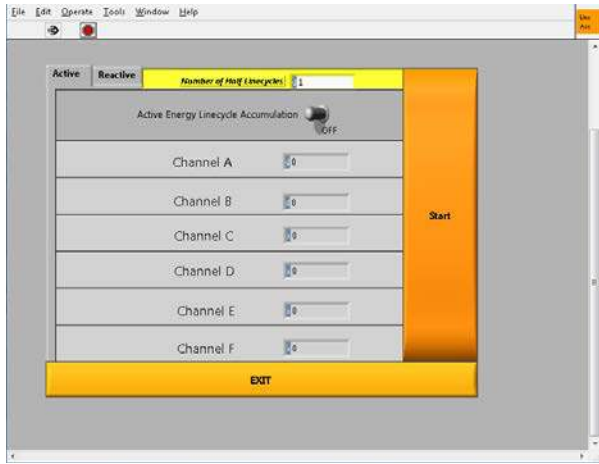 File Edit Operate Tools Window Help
Active Reactive Number of Half Linecycles 1
Active Energy Linecycle Accumulation
OFF
Channel A 0
Channel B 0
Start
Channel C 0
Channel D 0
Channel E 0
Channel F 0
EXIT